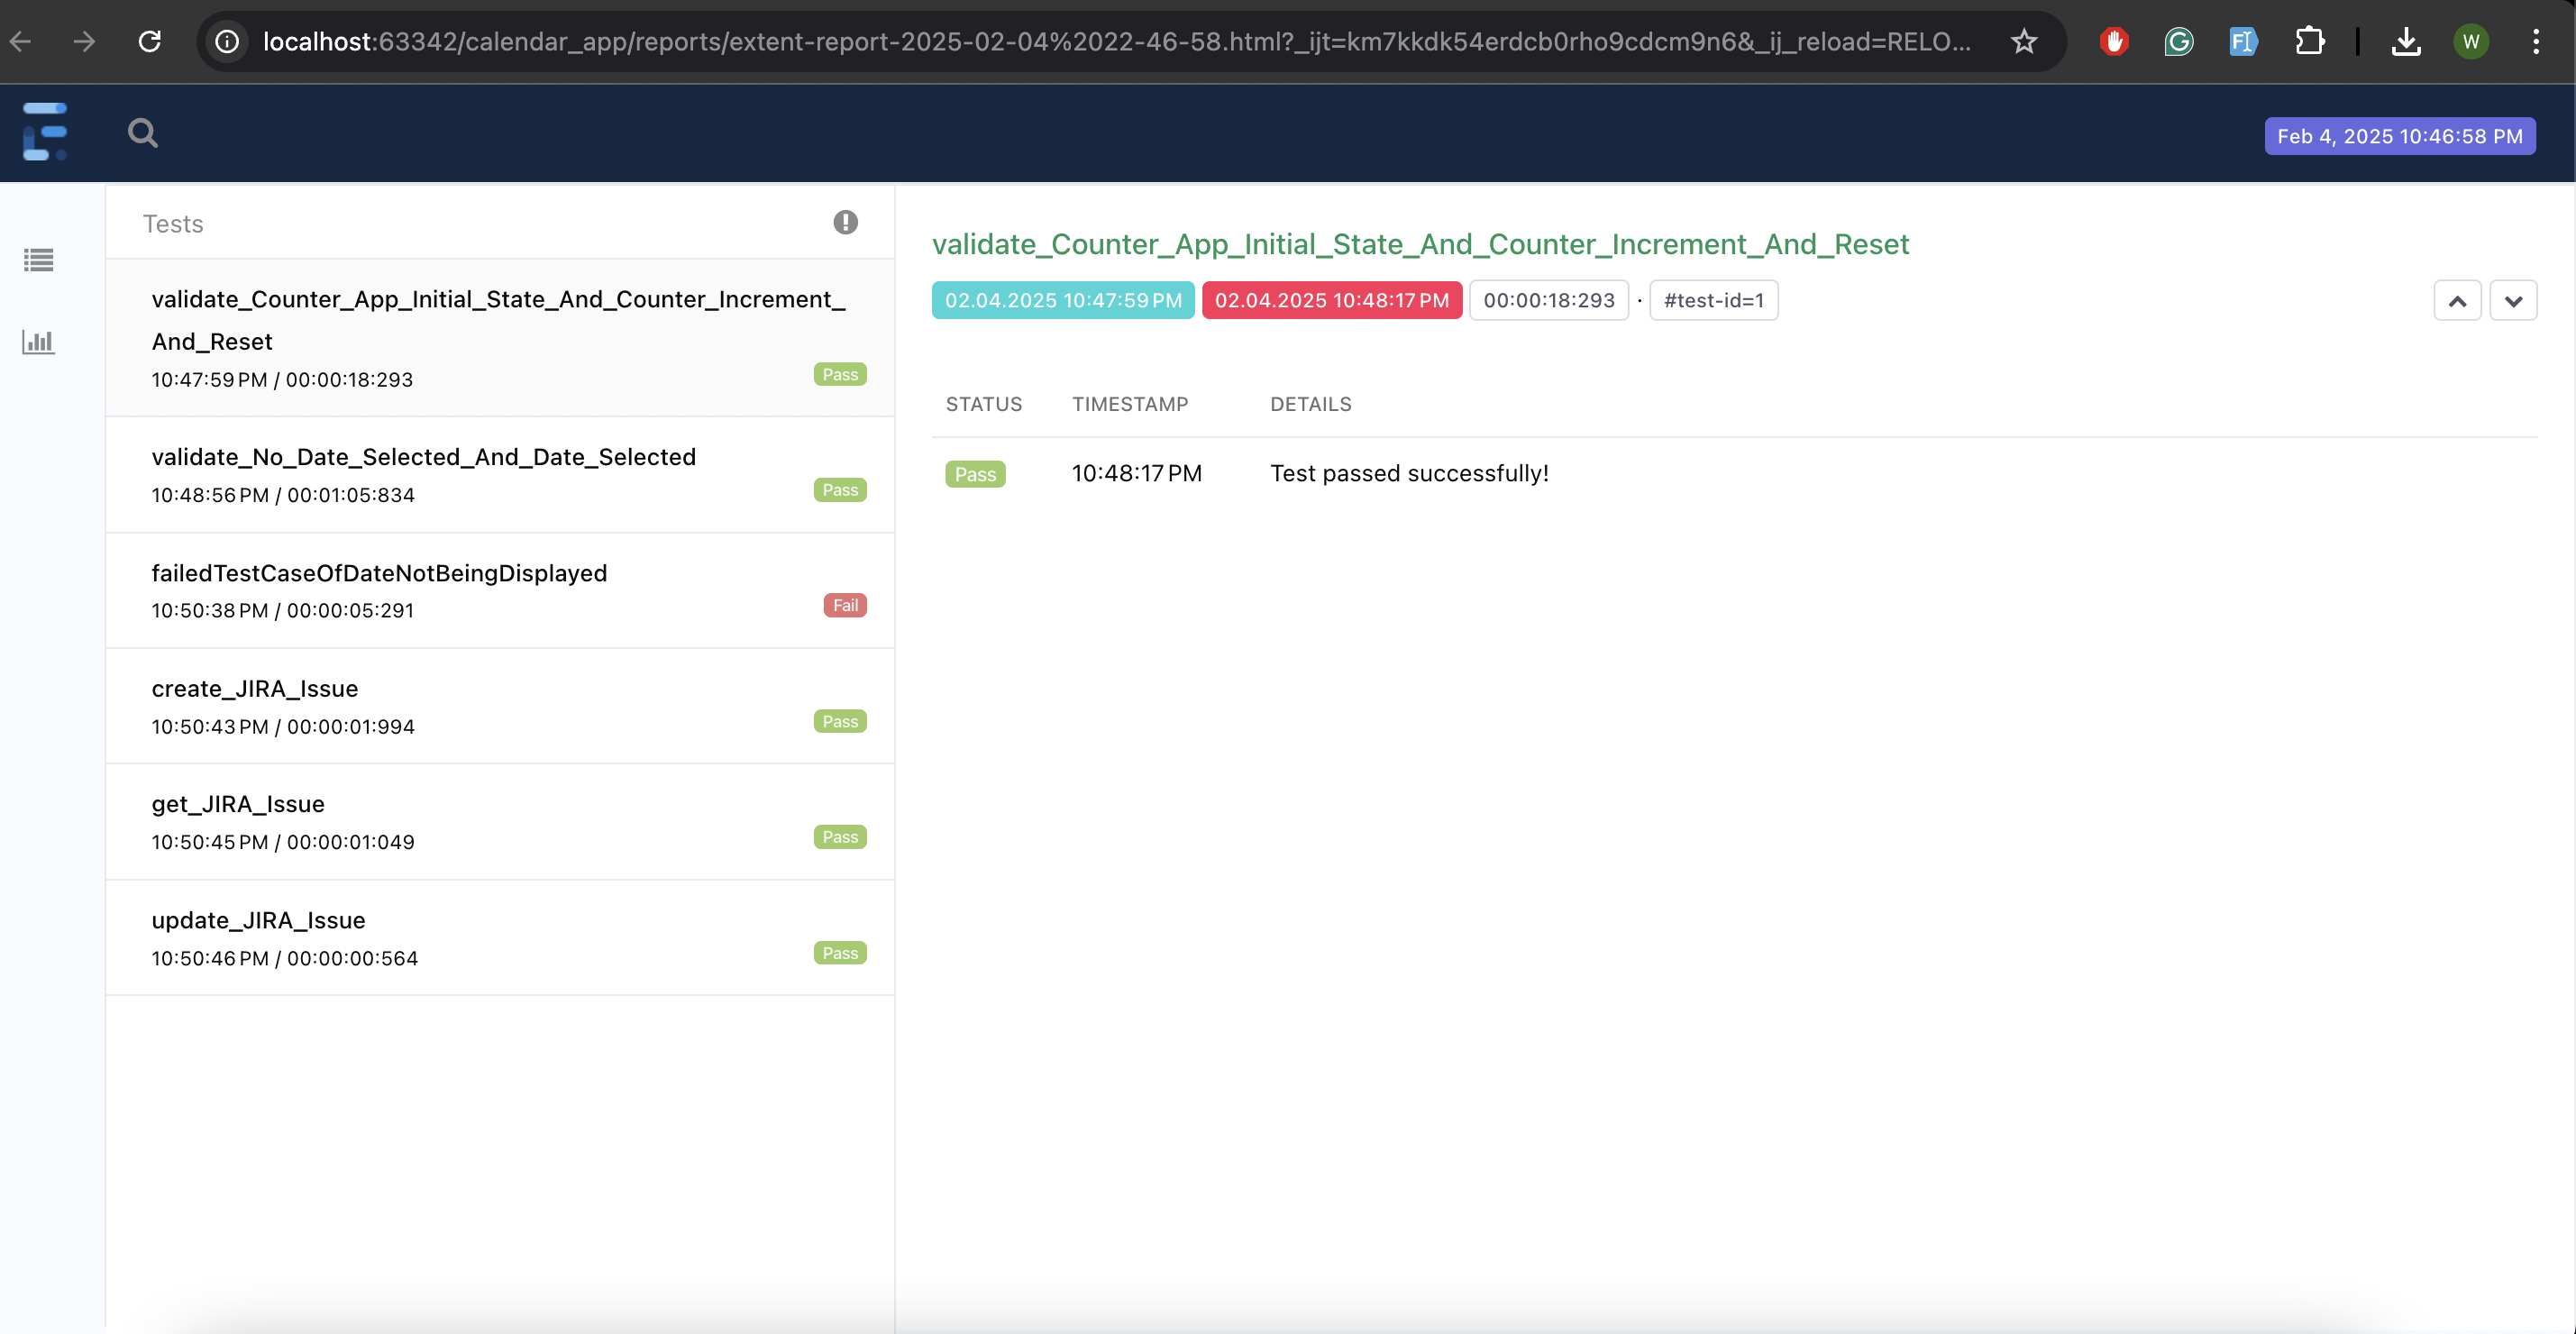 localhost:63342/calendar_app/reports/extent-report-2025-02-04%2022-46-58.html?_ijt=km7kkdk54erdcb0rho9cdcm9n6&_ij_reload=RELO...
W
Feb 4, 2025 10:46:58 PM
Tests
validate_Counter_App_Initial_State_And_Counter_Increment_
And_Reset
10:47:59 PM / 00:00:18:293
Pass
validate_No_Date_Selected_And_Date_Selected
10:48:56 PM / 00:01:05:834
Pass
failedTestCaseOfDateNotBeingDisplayed
10:50:38 PM / 00:00:05:291
Fail
create_JIRA_Issue
10:50:43 PM / 00:00:01:994
Pass
get_JIRA_Issue
10:50:45 PM / 00:00:01:049
Pass
update_JIRA_Issue
10:50:46 PM / 00:00:00:564
Pass
validate_Counter_App_Initial_State_And_Counter_Increment_And_Reset
02.04.2025 10:47:59 PM 02.04.2025 10:48:17 PM 00:00:18:293 · #test-id=1
STATUS TIMESTAMP DETAILS
Pass 10:48:17 PM Test passed successfully!